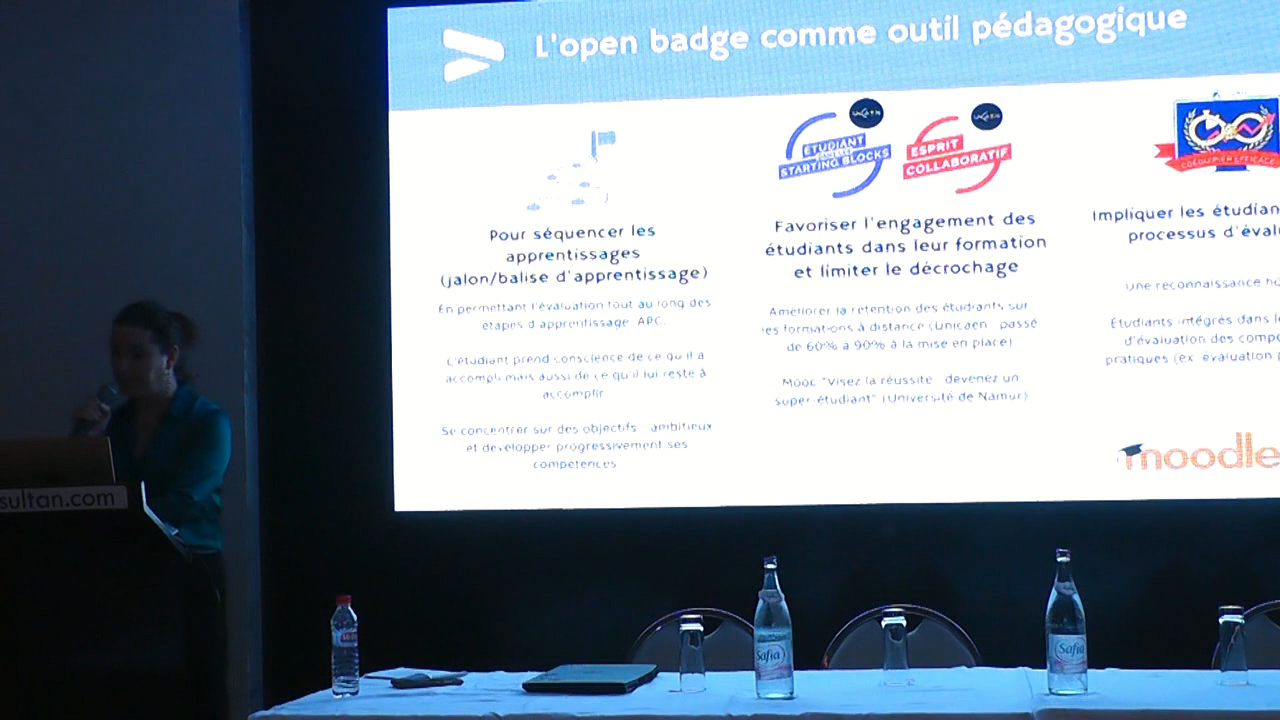 L'open badge comme outil pédagogique
Pour séquencer les
apprentissages
(jalon/balise d'apprentissage)
En permettant l'évaluation tout au long des
étapes d'apprentissage APC.
L'étudiant prend conscience de ce qu'il a
accompli mais aussi de ce qu'il lui reste à
accomplir
Se concentrer sur des objectifs ambitieux
et développer progressivement ses
compétences
ÉTUDIANT
STARTING BLOCKS
ESPRIT
COLLABORATIF
Favoriser l'engagement des
étudiants dans leur formation
et limiter le décrochage
Améliorer la rétention des étudiants sur
les formations à distance (Unicaen passé
de 60% à 90% à la mise en place)
Mooc "Visez la réussite devenez un
super-étudiant" (Université de Namur)
COÉQUIPIER EFFICACE
Impliquer les étudian
processus d'évalu
une reconnaissance
Étudiants intégrés dans
d'évaluation des comp
pratiques (ex évaluation
moodle
sultan.com
Safia
Safia